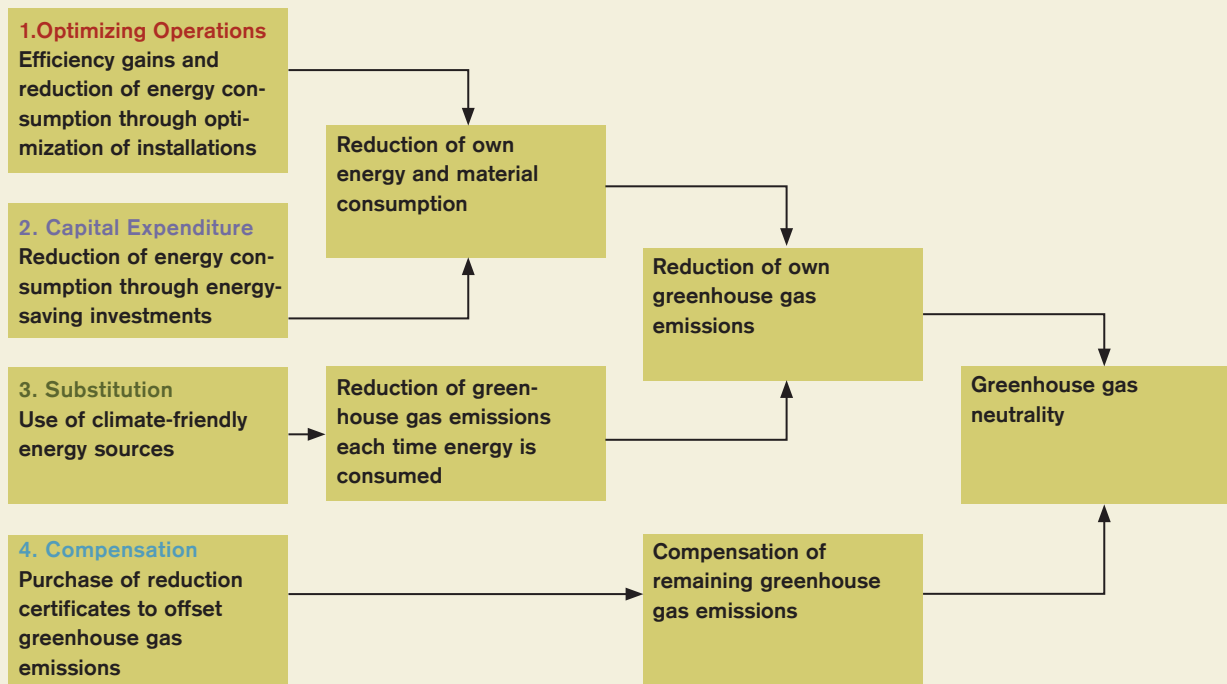 1.Optimizing Operations
Efficiency gains and
reduction of energy con-
sumption through opti-
mization of installations
Reduction of own
energy and material
consumption
2. Capital Expenditure
Reduction of energy con-
sumption through energy-
saving investments
Reduction of own
greenhouse gas
emissions
3. Substitution
Use of climate-friendly
energy sources
Reduction of green-
house gas emissions
each time energy is
consumed
Greenhouse gas
neutrality
4. Compensation
Purchase of reduction
certificates to offset
greenhouse gas
emissions
Compensation of
remaining greenhouse
gas emissions